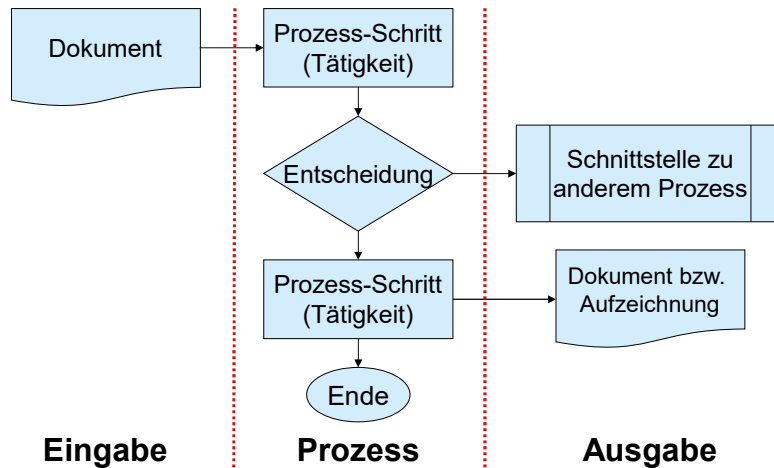 Dokument
Prozess-Schritt
(Tätigkeit)
Entscheidung
Schnittstelle zu
anderem Prozess
Prozess-Schritt
(Tätigkeit)
Dokument bzw.
Aufzeichnung
Ende
Eingabe
Prozess
Ausgabe